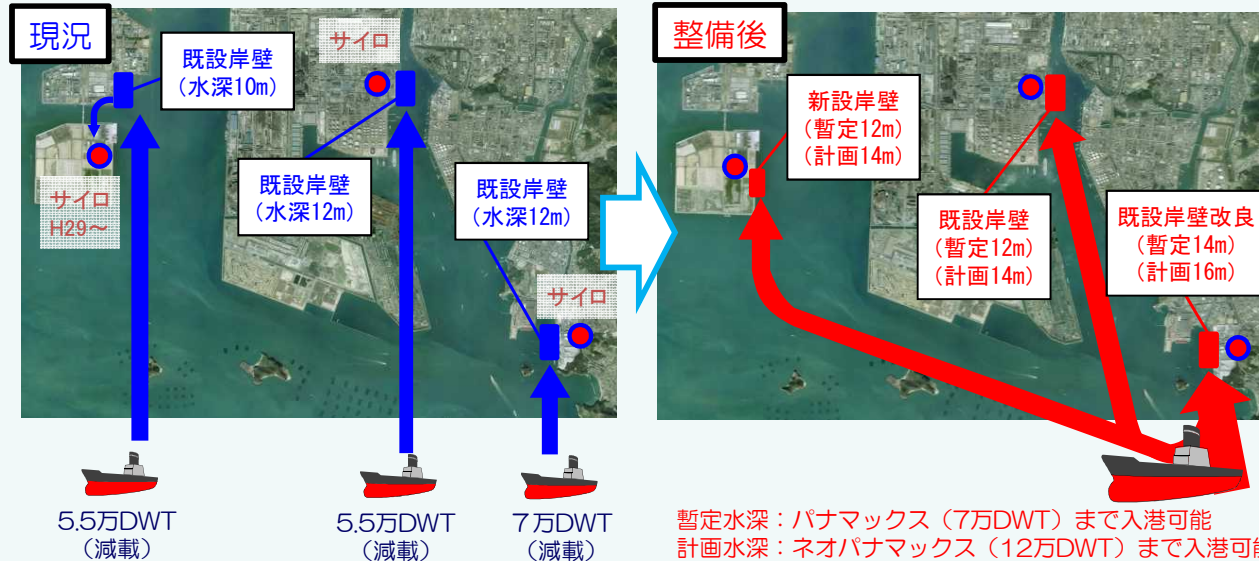 現況
既設岸壁
（水深10m）
サイロ
サイロ
H29～
既設岸壁
（水深12m）
既設岸壁
（水深12m）
サイロ
5.5万DWT
（減載）
5.5万DWT
（減載）
7万DWT
（減載）
整備後
新設岸壁
（暫定12m）
（計画14m）
既設岸壁
（暫定12m）
（計画14m）
既設岸壁改良
（暫定14m）
（計画16m）
暫定水深：パナマックス（7万DWT）まで入港可能
計画水深：ネオパナマックス（12万DWT）まで入港可能